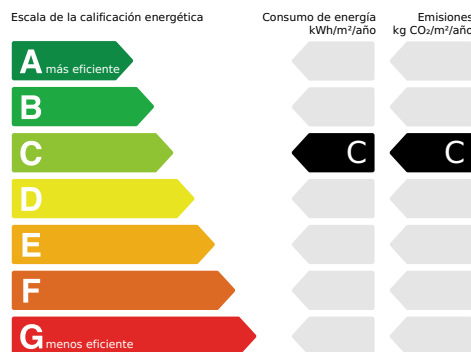 Escala de la calificación energética
Consumo de energía
kWh/m²/año
Emisiones
kg CO₂/m²/año
A más eficiente
B
C
C
C
D
E
F
G menos eficiente